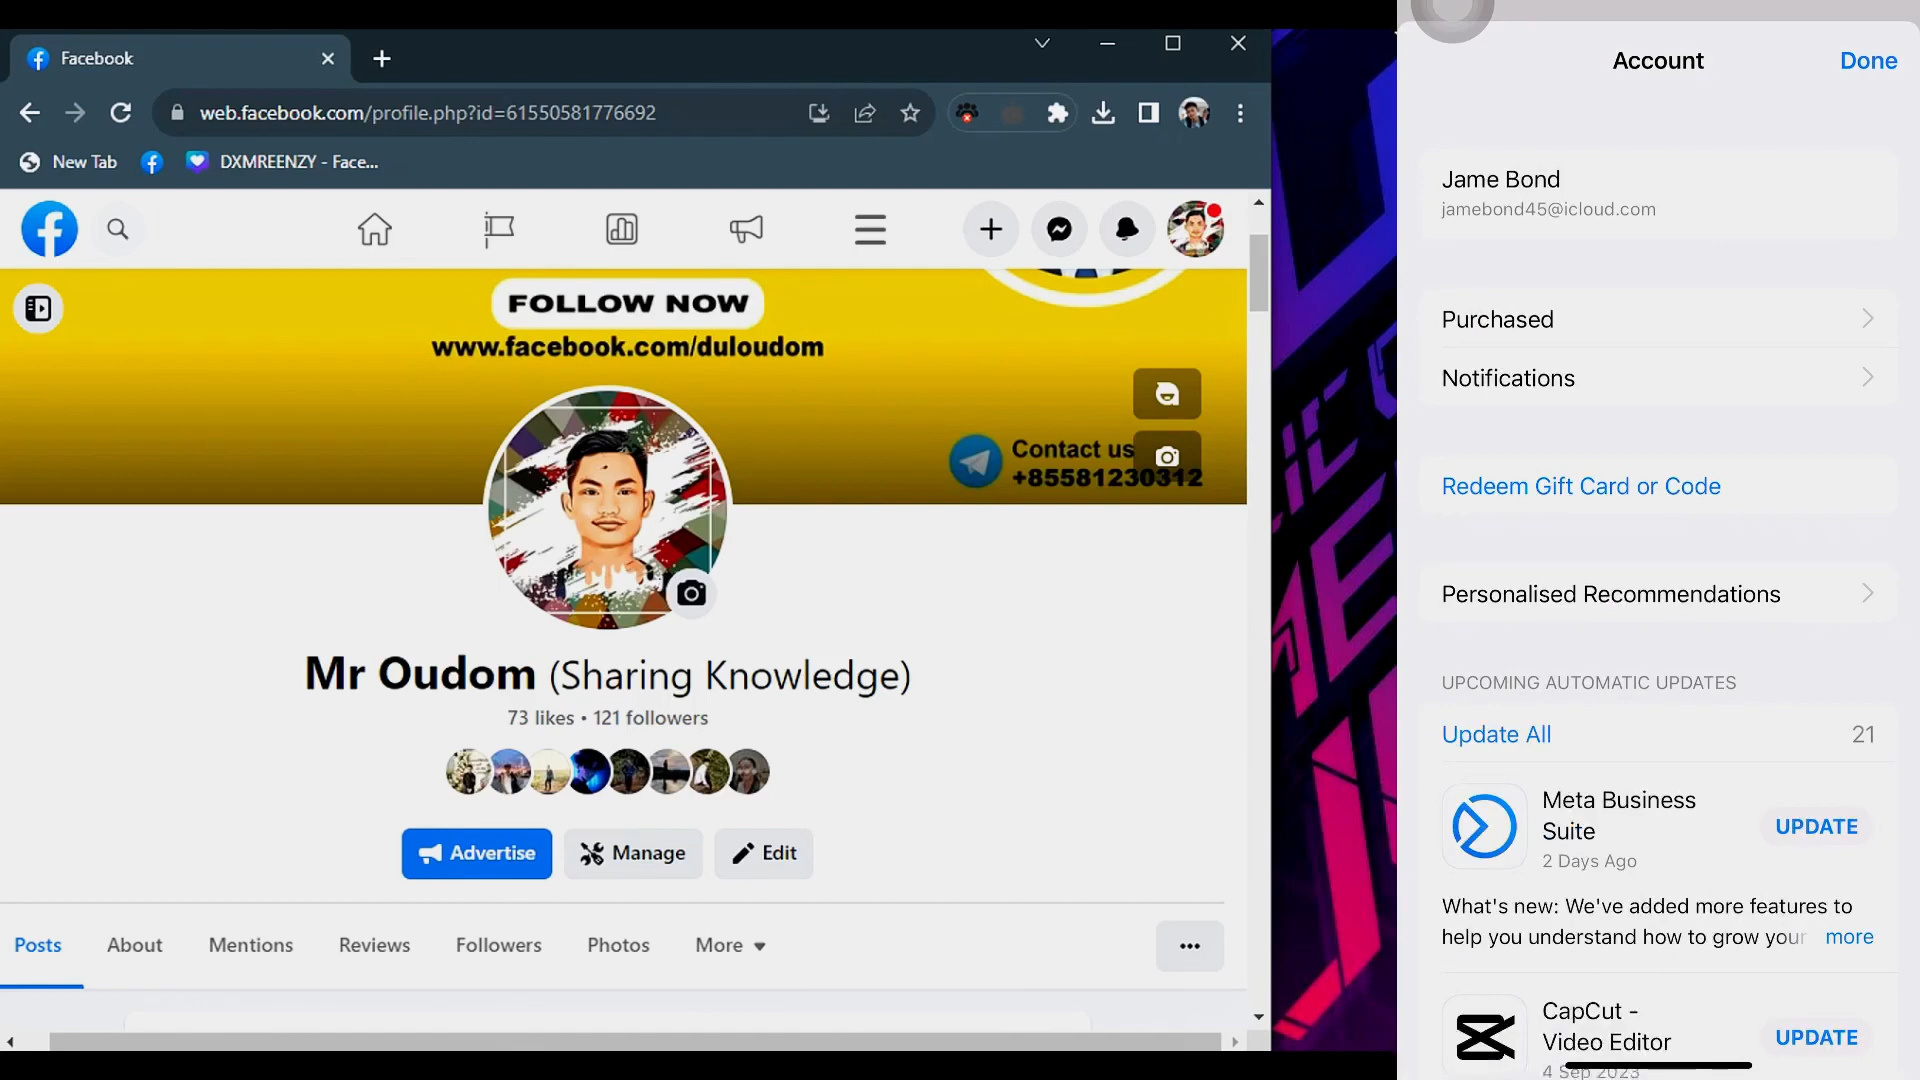 Facebook
web.facebook.com/profile.php?id=61550581776692
New Tab
DXMREENZY - Face...
FOLLOW NOW
www.facebook.com/duloudom
Contact us
+85581230312
Mr Oudom (Sharing Knowledge)
73 likes • 121 followers
Advertise
Manage
Edit
Posts
About
Mentions
Reviews
Followers
Photos
More
Account
Done
Jame Bond
jamebond45@icloud.com
Purchased
Notifications
Redeem Gift Card or Code
Personalised Recommendations
UPCOMING AUTOMATIC UPDATES
Update All
21
Meta Business
Suite
2 Days Ago
UPDATE
What's new: We've added more features to
help you understand how to grow your more
CapCut -
Video Editor
4 Sep 2023
UPDATE